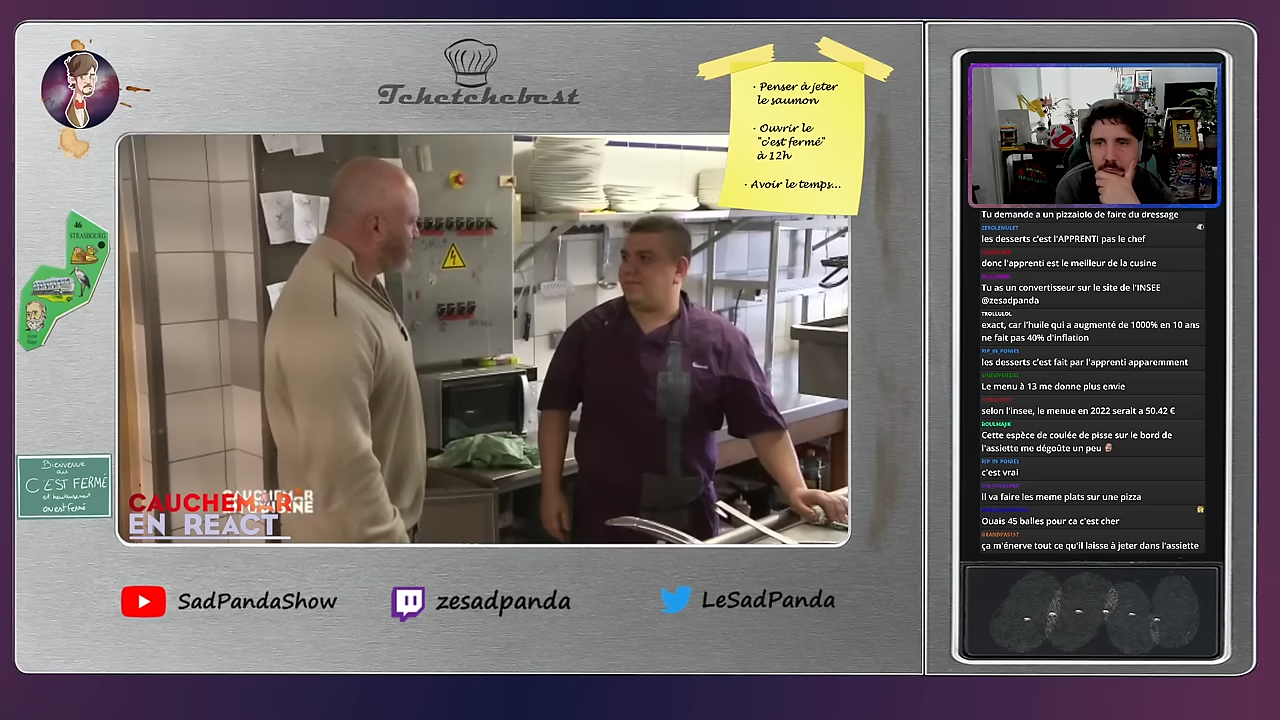 Tchetchebest
· Penser à jeter
le saumon
· Ouvrir le
"c'est fermé"
à 12h
· Avoir le temps...
46
STRASBOURG
Bienvenue
au
C'EST FERMÉ
et heureusement
on est fermé
CAUCHEMAR
EN REACT
SadPandaShow
zesadpanda
LeSadPanda
Tu demande a un pizzaiolo de faire du dressage
ZEROLEMULET
les desserts c'est l'APPRENTI pas le chef
donc l'apprenti est le meilleur de la cusine
Tu as un convertisseur sur le site de l'INSEE
@zesadpanda
TROLLULOL
exact, car l'huile qui a augmenté de 1000% en 10 ans
ne fait pas 40% d'inflation
RIP_IN_PONIES
les desserts c'est fait par l'apprenti apparemment
Le menu à 13 me donne plus envie
selon l'insee, le menue en 2022 serait a 50.42 €
BOULMAJIK
Cette espèce de coulée de pisse sur le bord de
l'assiette me dégoûte un peu
RIP_IN_PONIES
c'est vrai
il va faire les meme plats sur une pizza
Ouais 45 balles pour ca c'est cher
GRANDPAS157
ça m'énerve tout ce qu'il laisse à jeter dans l'assiette